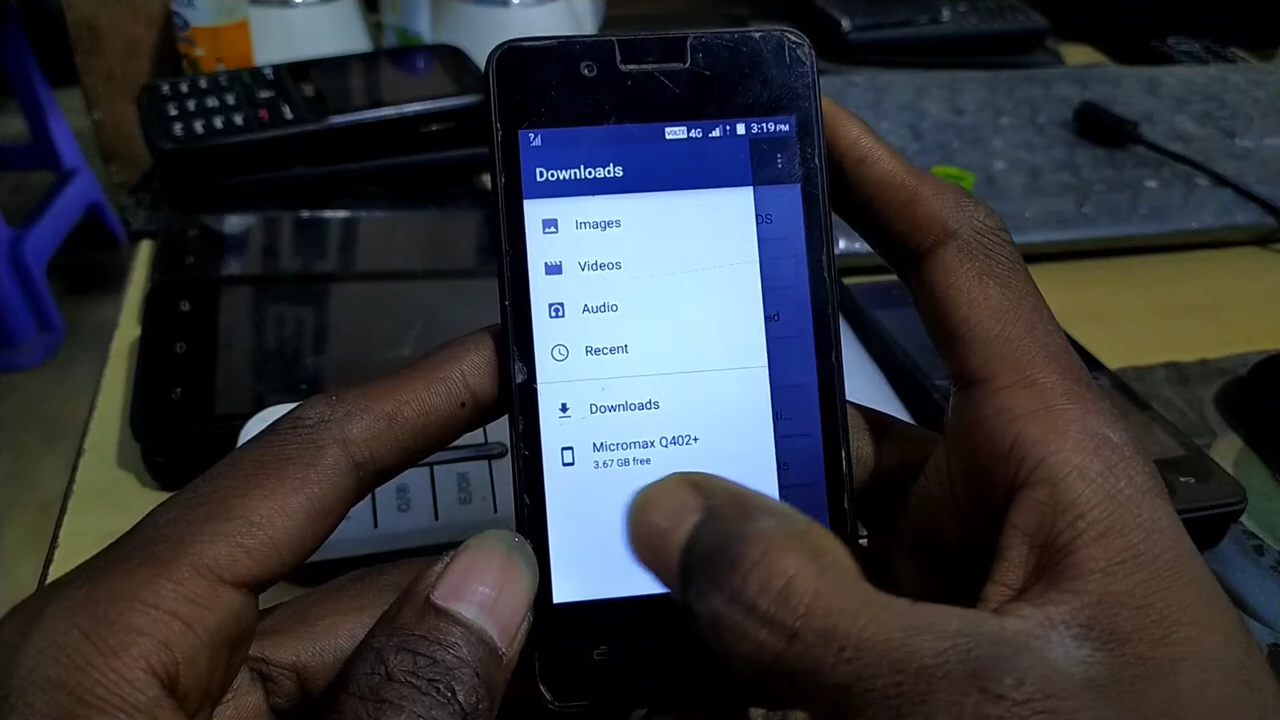 VOLTE 4G 3:19 PM
Downloads
Images
Videos
Audio
Recent
Downloads
Micromax Q402+
3.67 GB free